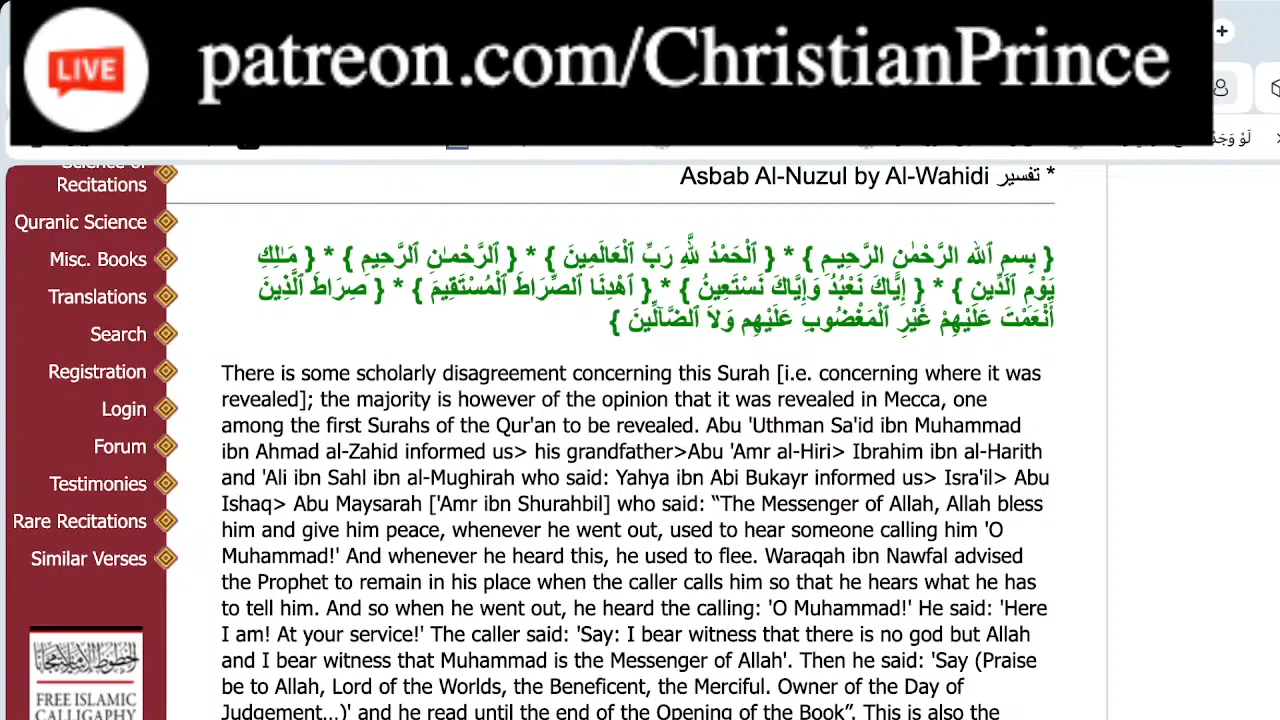 LIVE
patreon.com/ChristianPrince
Recitations
Quranic Science
Misc. Books
Translations
Search
Registration
Login
Forum
Testimonies
Rare Recitations
Similar Verses
FREE ISLAMIC
CALLIGAPHY
* تفسير Asbab Al-Nuzul by Al-Wahidi
{ بِسمِ ٱللهِ الرَّحْمٰنِ الرَّحِيـمِ } * { ٱلْحَمْدُ للَّهِ رَبِّ ٱلْعَالَمِينَ } * { ٱلرَّحْمـٰنِ ٱلرَّحِيمِ } * { مَـٰلِكِ
يَوْمِ ٱلدِّينِ } * { إِيَّاكَ نَعْبُدُ وَإِيَّاكَ نَسْتَعِينُ } * { ٱهْدِنَا ٱلصِّرَاطَ ٱلْمُسْتَقِيمَ } * { صِرَاطَ ٱلَّذِينَ
أَنْعَمْتَ عَلَيْهِمْ غَيْرِ ٱلْمَغْضُوبِ عَلَيْهِم وَلاَ ٱلضَّآلِّينَ }
There is some scholarly disagreement concerning this Surah [i.e. concerning where it was
revealed]; the majority is however of the opinion that it was revealed in Mecca, one
among the first Surahs of the Qur'an to be revealed. Abu 'Uthman Sa'id ibn Muhammad
ibn Ahmad al-Zahid informed us> his grandfather>Abu 'Amr al-Hiri> Ibrahim ibn al-Harith
and 'Ali ibn Sahl ibn al-Mughirah who said: Yahya ibn Abi Bukayr informed us> Isra'il> Abu
Ishaq> Abu Maysarah ['Amr ibn Shurahbil] who said: “The Messenger of Allah, Allah bless
him and give him peace, whenever he went out, used to hear someone calling him 'O
Muhammad!' And whenever he heard this, he used to flee. Waraqah ibn Nawfal advised
the Prophet to remain in his place when the caller calls him so that he hears what he has
to tell him. And so when he went out, he heard the calling: 'O Muhammad!' He said: 'Here
I am! At your service!' The caller said: 'Say: I bear witness that there is no god but Allah
and I bear witness that Muhammad is the Messenger of Allah'. Then he said: 'Say (Praise
be to Allah, Lord of the Worlds, the Beneficent, the Merciful. Owner of the Day of
Judgement...)' and he read until the end of the Opening of the Book”. This is also the